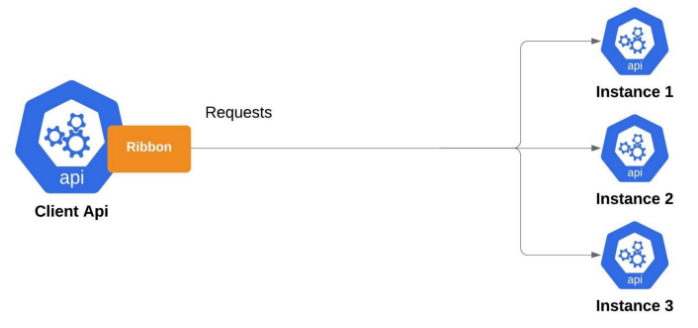 api
Ribbon
Client Api
Requests
api
Instance 1
api
Instance 2
api
Instance 3